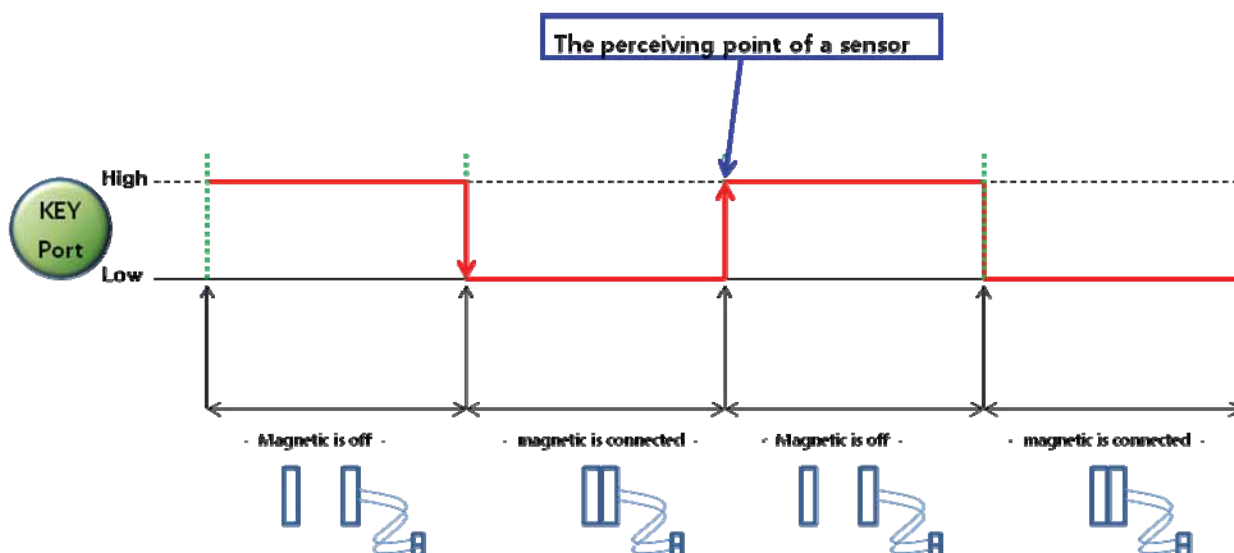 The perceiving point of a sensor
High
KEY
Port
Low
- Magnetic is off -
- magnetic is connected -
- Magnetic is off -
- magnetic is connected -